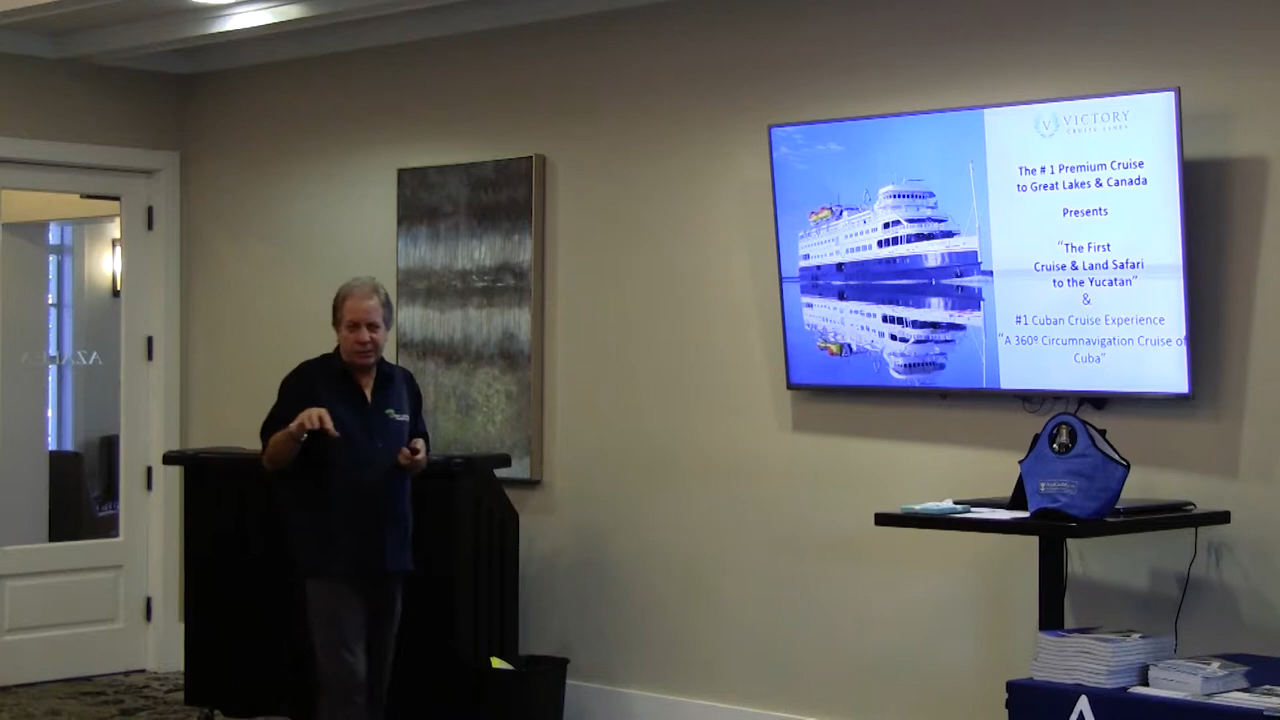 VICTORY
CRUISE LINES
The # 1 Premium Cruise
to Great Lakes & Canada
Presents
“The First
Cruise & Land Safari
to the Yucatan”
&
#1 Cuban Cruise Experience
“A 360º Circumnavigation Cruise of
Cuba”
AZALEA